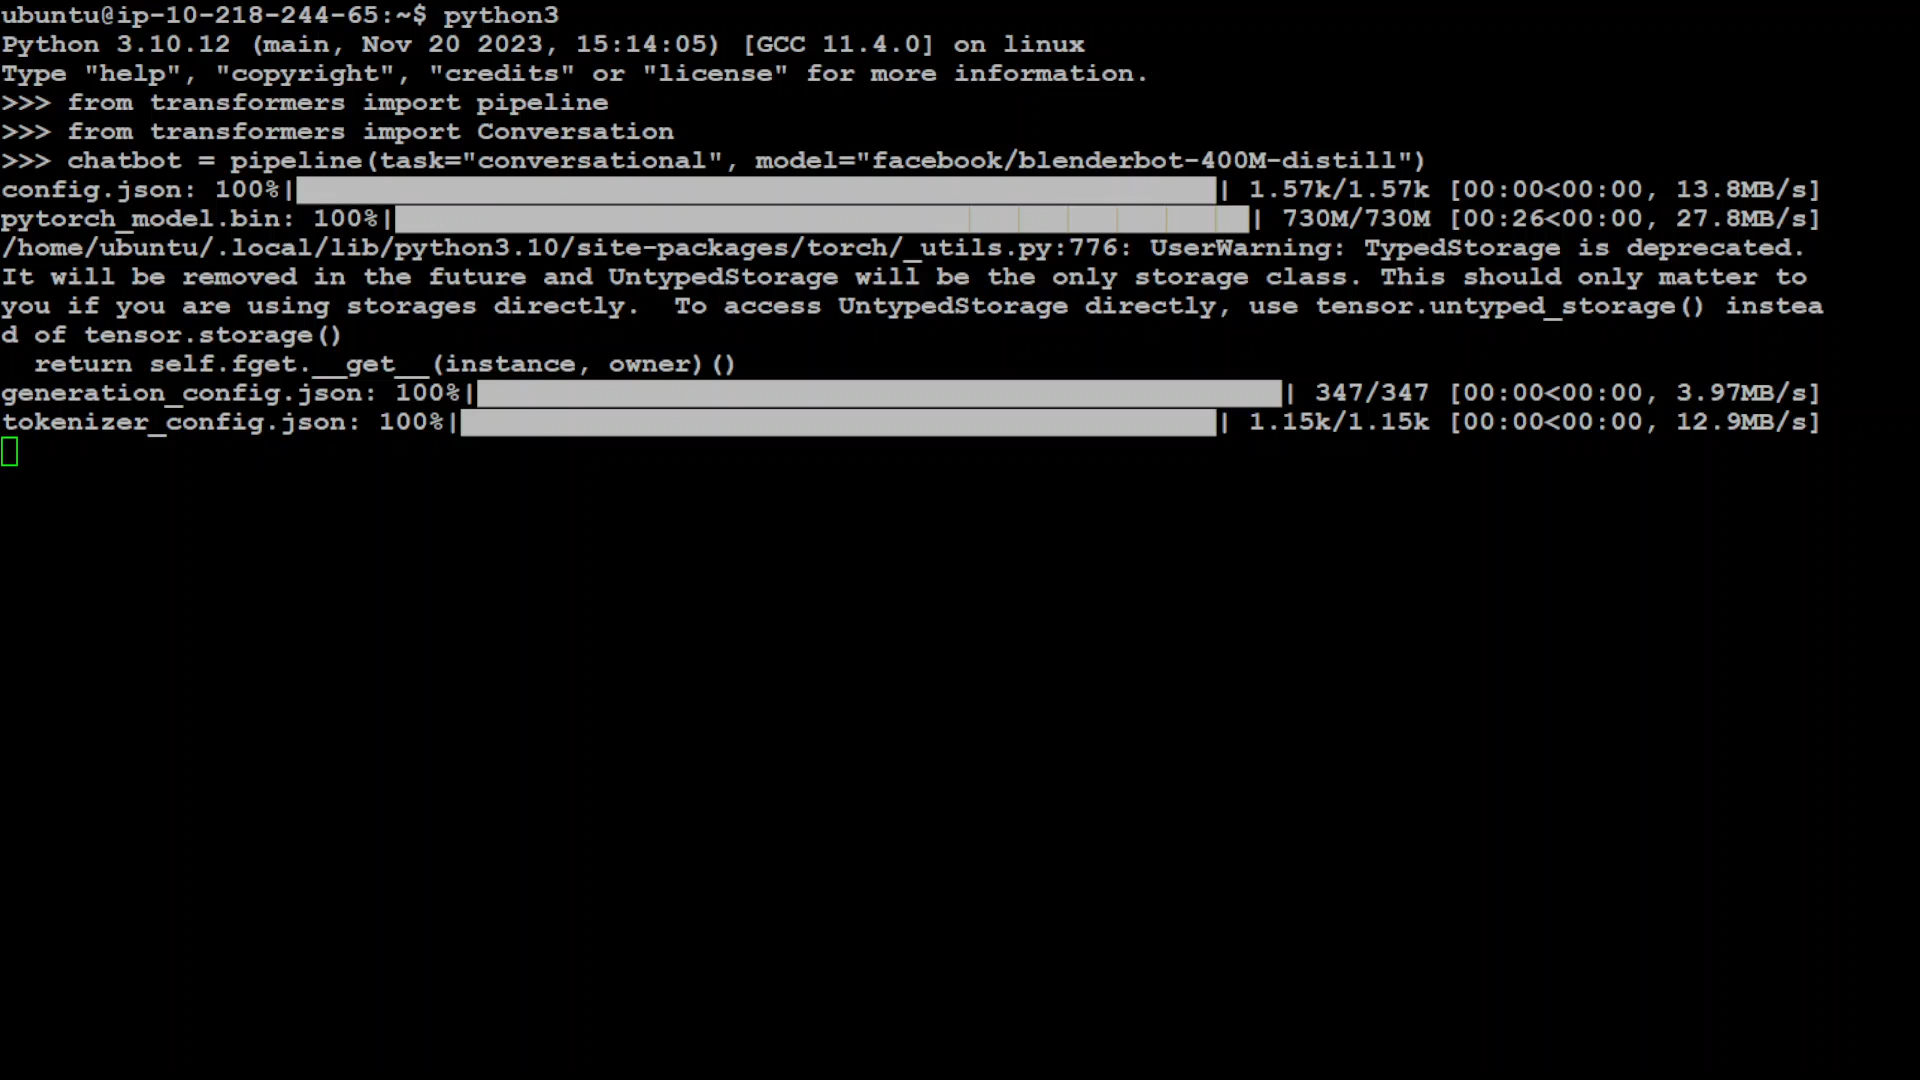 ubuntu@ip-10-218-244-65:~$ python3
Python 3.10.12 (main, Nov 20 2023, 15:14:05) [GCC 11.4.0] on linux
Type "help", "copyright", "credits" or "license" for more information.
>>> from transformers import pipeline
>>> from transformers import Conversation
>>> chatbot = pipeline(task="conversational", model="facebook/blenderbot-400M-distill")
config.json: 100%|| 1.57k/1.57k [00:00<00:00, 13.8MB/s]
pytorch_model.bin: 100%|| 730M/730M [00:26<00:00, 27.8MB/s]
/home/ubuntu/.local/lib/python3.10/site-packages/torch/_utils.py:776: UserWarning: TypedStorage is deprecated.
It will be removed in the future and UntypedStorage will be the only storage class. This should only matter to
you if you are using storages directly.  To access UntypedStorage directly, use tensor.untyped_storage() instea
d of tensor.storage()
  return self.fget.__get__(instance, owner)()
generation_config.json: 100%|| 347/347 [00:00<00:00, 3.97MB/s]
tokenizer_config.json: 100%|| 1.15k/1.15k [00:00<00:00, 12.9MB/s]